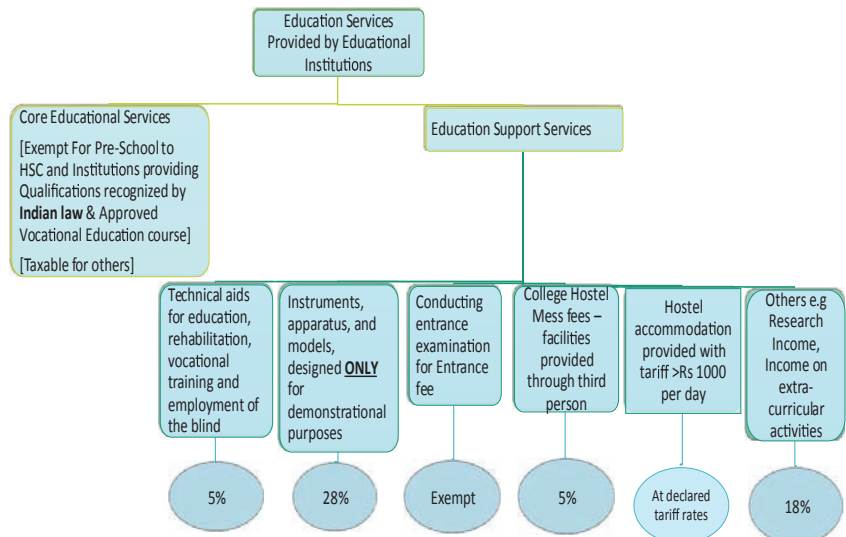 Education Services
Provided by Educational
Institutions
Core Educational Services
[Exempt For Pre-School to
HSC and Institutions providing
Qualifications recognized by
Indian law & Approved
Vocational Education course]
[Taxable for others]
Education Support Services
Technical aids
for education,
rehabilitation,
vocational
training and
employment of
the blind
Instruments,
apparatus, and
models,
designed ONLY
for
demonstrational
purposes
Conducting
entrance
examination
for Entrance
fee
College Hostel
Mess fees –
facilities
provided
through third
person
Hostel
accommodation
provided with
tariff >Rs 1000
per day
Others e.g
Research
Income,
Income on
extra-
curricular
activities
5%
28%
Exempt
5%
At declared
tariff rates
18%